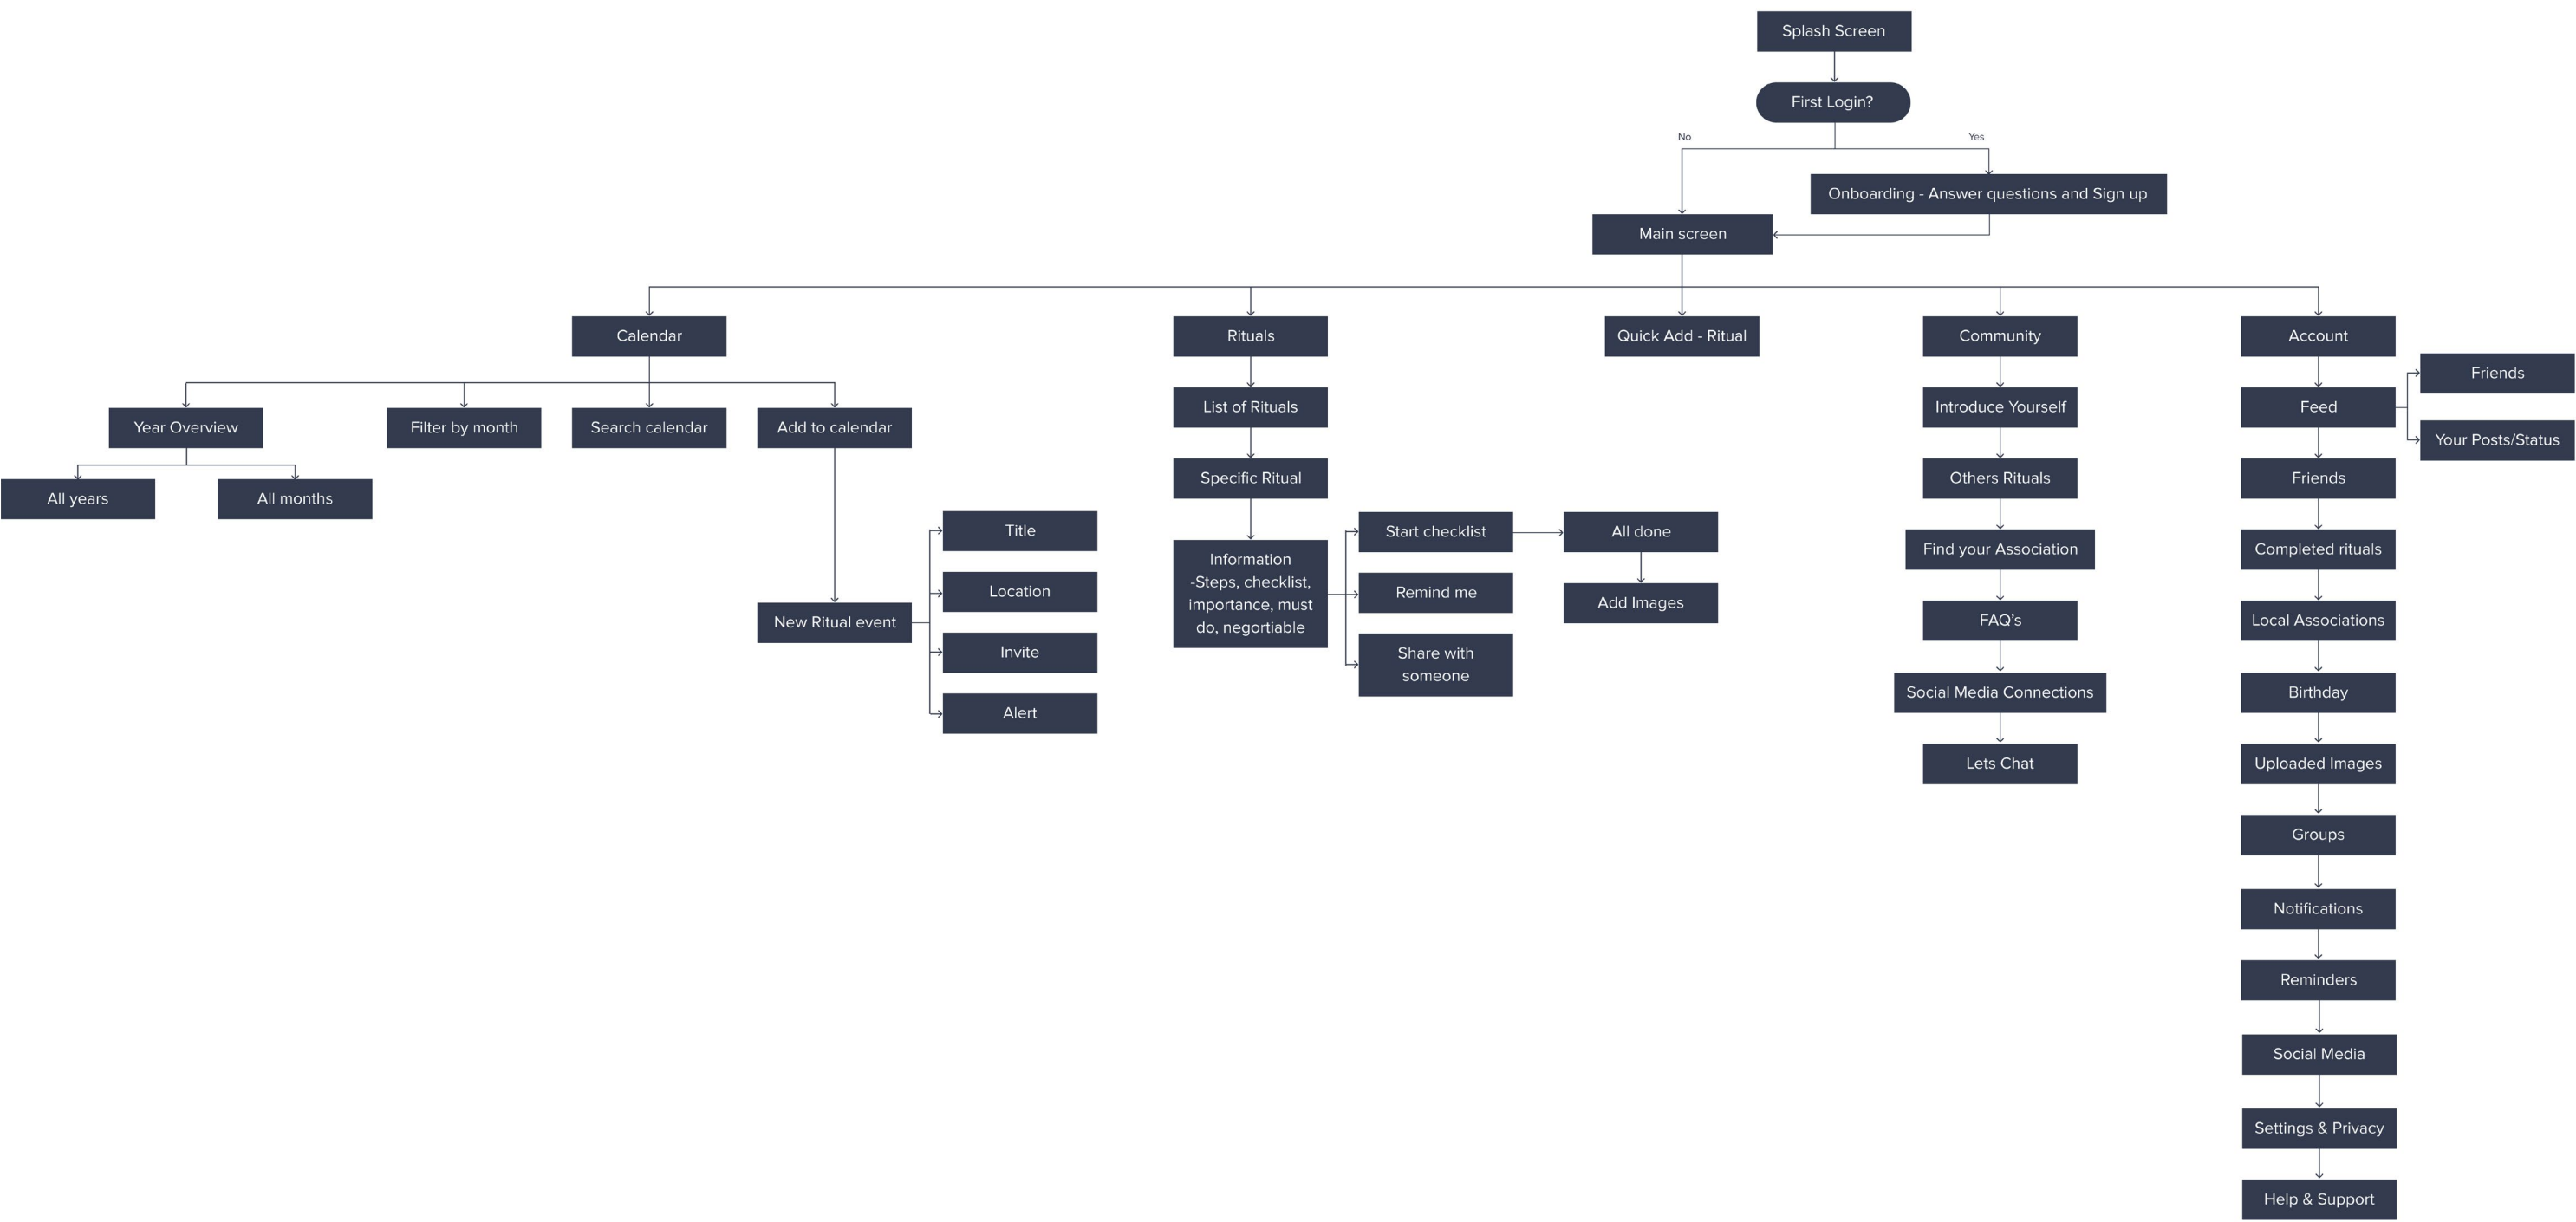 Splash Screen
First Login?
No
Yes
Onboarding - Answer questions and Sign up
Main screen
Calendar
Rituals
Quick Add - Ritual
Community
Account
Year Overview
Filter by month
Search calendar
Add to calendar
All years
All months
New Ritual event
Title
Location
Invite
Alert
List of Rituals
Specific Ritual
Information
-Steps, checklist,
importance, must
do, negortiable
Start checklist
Remind me
Share with
someone
All done
Add Images
Introduce Yourself
Others Rituals
Find your Association
FAQ's
Social Media Connections
Lets Chat
Feed
Friends
Your Posts/Status
Friends
Completed rituals
Local Associations
Birthday
Uploaded Images
Groups
Notifications
Reminders
Social Media
Settings & Privacy
Help & Support